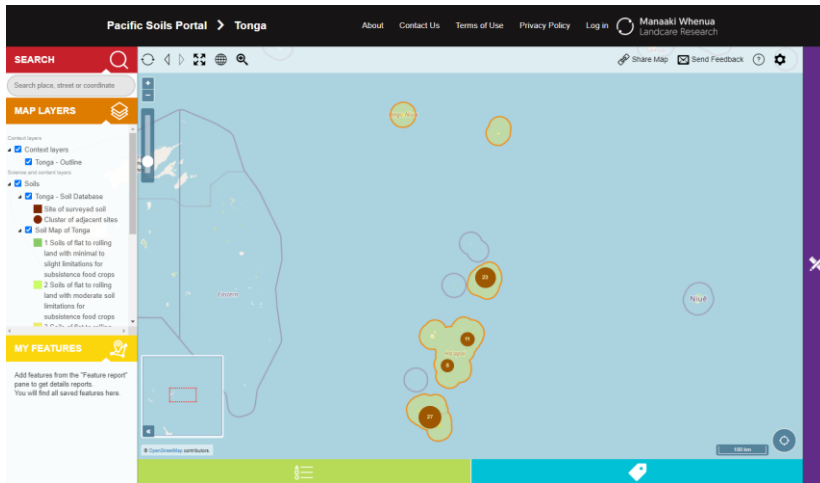 Pacific Soils Portal > Tonga
About Contact Us Terms of Use Privacy Policy Log in
Manaaki Whenua
Landcare Research
SEARCH
Share Map Send Feedback ?
Search place, street or coordinate
MAP LAYERS
Context layers
Context layers
Tonga - Outline
Science and context layers
Soils
Tonga - Soil Database
Site of surveyed soil
Cluster of adjacent sites
Soil Map of Tonga
1 Soils of flat to rolling
land with minimal to
slight limitations for
subsistence food crops
2 Soils of flat to rolling
land with moderate soil
limitations for
subsistence food crops
MY FEATURES
Add features from the "Feature report"
pane to get details reports.
You will find all saved features here.
Eastern
23
Niuē
11
27
© OpenStreetMap contributors.
100 km